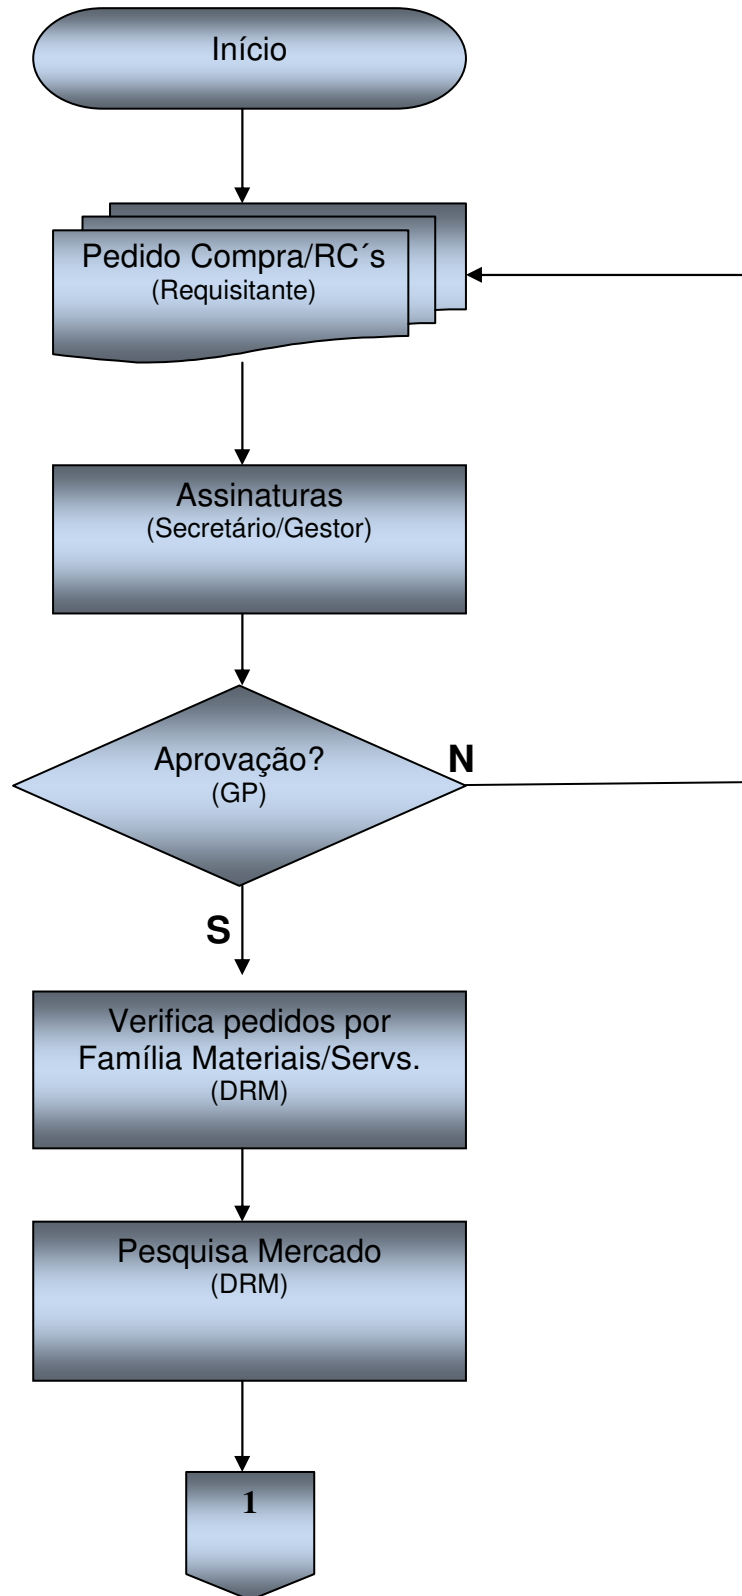 Início
Pedido Compra/RC´s
(Requisitante)
Assinaturas
(Secretário/Gestor)
Aprovação?
(GP)
N
S
Verifica pedidos por
Família Materiais/Servs.
(DRM)
Pesquisa Mercado
(DRM)
1